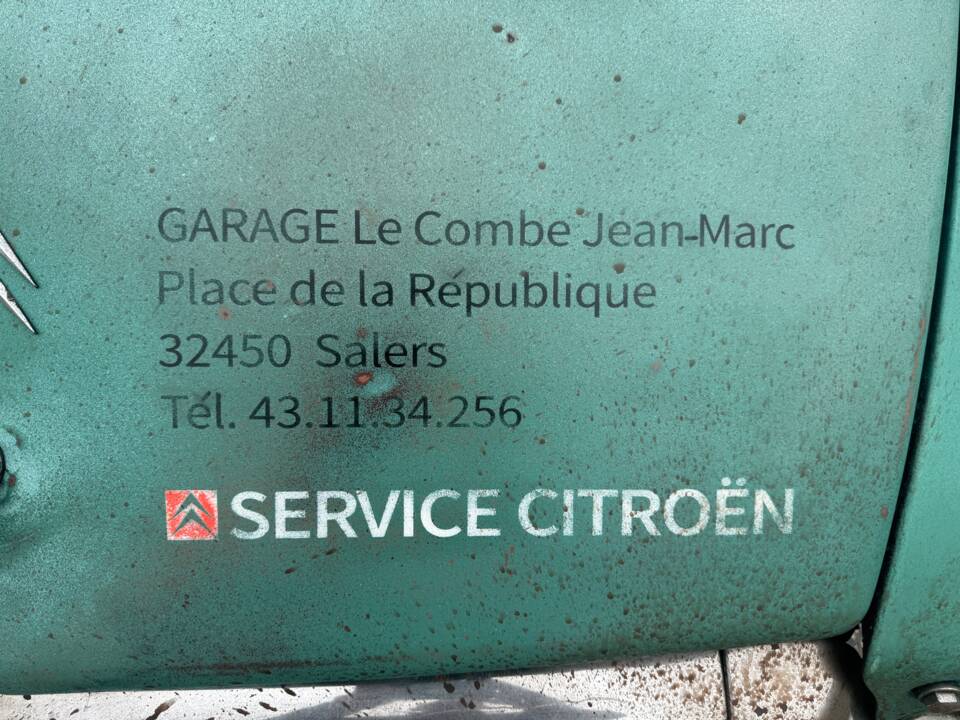 GARAGE Le Combe Jean-Marc
Place de la République
32450 Salers
Tél. 43.11.34.256
SERVICE CITROËN